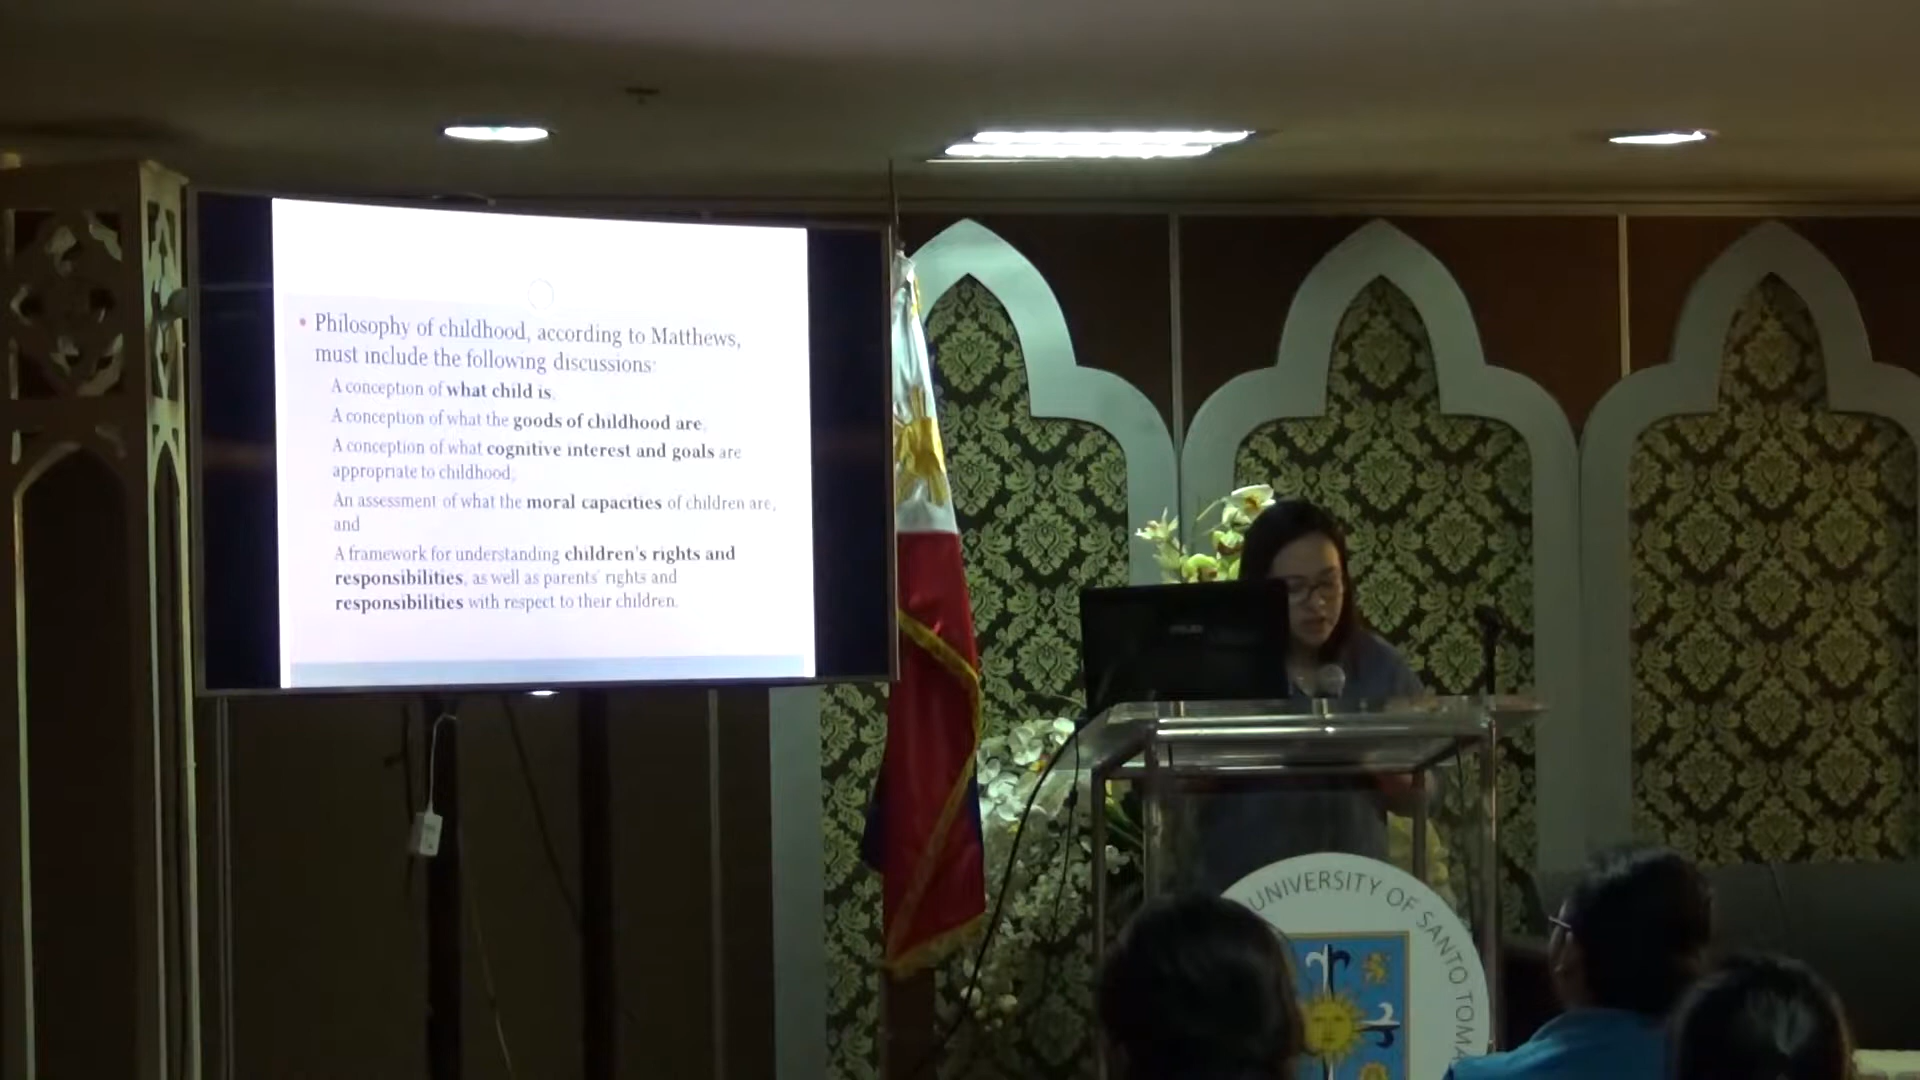 Philosophy of childhood, according to Matthews,
must include the following discussions:
A conception of what child is,
A conception of what the goods of childhood are,
A conception of what cognitive interest and goals are
appropriate to childhood,
An assessment of what the moral capacities of children are,
and
A framework for understanding children's rights and
responsibilities, as well as parents' rights and
responsibilities with respect to their children.
UNIVERSITY OF SANTO TOMA